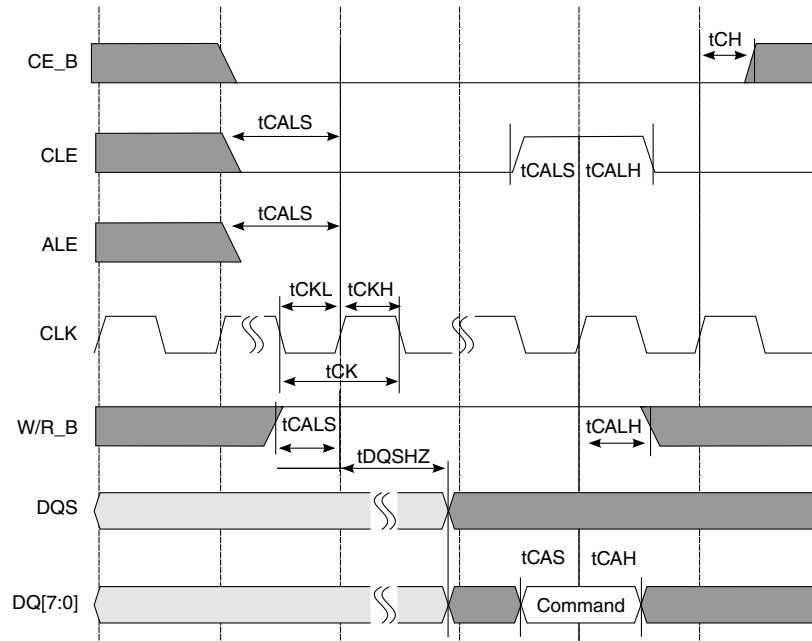 tCH
CE_B
tCALS
CLE
tCALS tCALH
tCALS
ALE
tCKL tCKH
CLK
tCK
W/R_B
tCALS
tCALH
tDQSHZ
DQS
tCAS tCAH
DQ[7:0]
Command